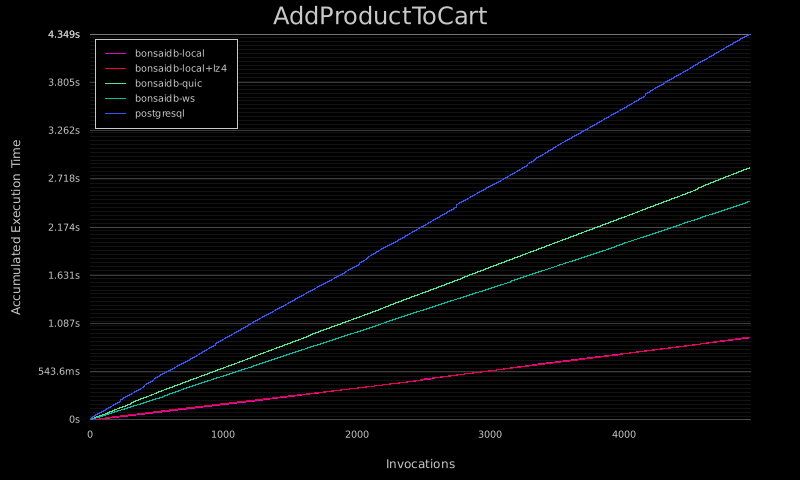 AddProductToCart
4.349s
3.805s
3.262s
2.718s
2.174s
1.631s
1.087s
543.6ms
0s
Accumulated Execution Time
bonsaidb-local
bonsaidb-local+lz4
bonsaidb-quic
bonsaidb-ws
postgresql
0 1000 2000 3000 4000
Invocations